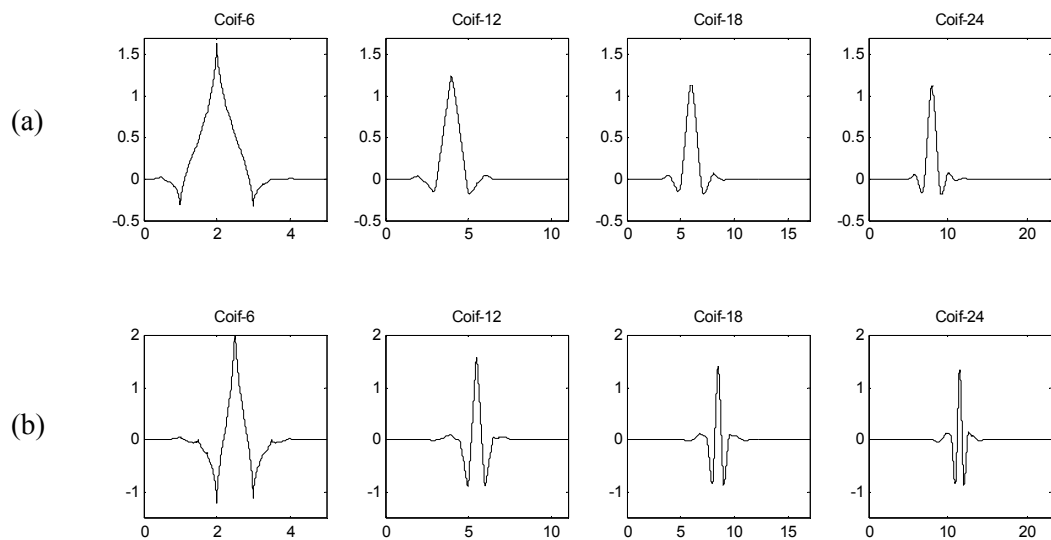 Coif-6 Coif-12 Coif-18 Coif-24
(a)
1.5 1.5 1.5 1.5
1 1 1 1
0.5 0.5 0.5 0.5
0 0 0 0
-0.5 -0.5 -0.5 -0.5
0 2 4 0 5 10 0 5 10 15 0 10 20
Coif-6 Coif-12 Coif-18 Coif-24
(b)
2 2 2 2
1 1 1 1
0 0 0 0
-1 -1 -1 -1
0 2 4 0 5 10 0 5 10 15 0 10 20